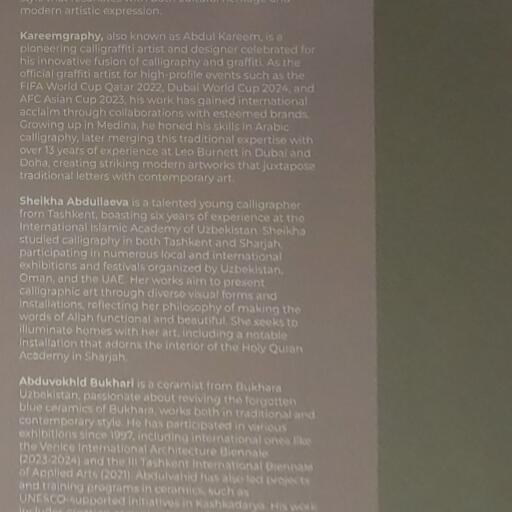 modern artistic expression.
Kareemgraphy, also known as Abdul Kareem, is a
pioneering calligraffiti artist and designer celebrated for
his innovative fusion of calligraphy and graffiti. As the
official graffiti artist for high-profile events such as the
FIFA World Cup Qatar 2022, Dubai World Cup 2024, and
AFC Asian Cup 2023, his work has gained international
acclaim through collaborations with esteemed brands.
Growing up in Medina, he honed his skills in Arabic
calligraphy, later merging this traditional expertise with
over 13 years of experience at Leo Burnett in Dubai and
Doha, creating striking modern artworks that juxtapose
traditional letters with contemporary art.
Sheikha Abdullaeva is a talented young calligrapher
from Tashkent, boasting six years of experience at the
International Islamic Academy of Uzbekistan. Sheikha
studied calligraphy in both Tashkent and Sharjah,
participating in numerous local and international
exhibitions and festivals organized by Uzbekistan,
Oman, and the UAE. Her works aim to present
calligraphic art through diverse visual forms and
installations, reflecting her philosophy of making the
words of Allah functional and beautiful. She seeks to
illuminate homes with her art, including a notable
installation that adorns the interior of the Holy Quran
Academy in Sharjah.
Abduvokhid Bukhari is a ceramist from Bukhara
Uzbekistan, passionate about reviving the forgotten
blue ceramics of Bukhara, works both in traditional and
contemporary style. He has participated in various
exhibitions since 1997, including international ones like
the Venice International Architecture Biennale
(2023-2024) and the III Tashkent International Biennale
of Applied Arts (2021). Abdulvahid has also led projects
and training programs in ceramics, such as
UNESCO-supported initiatives in Kashkadarya. His work